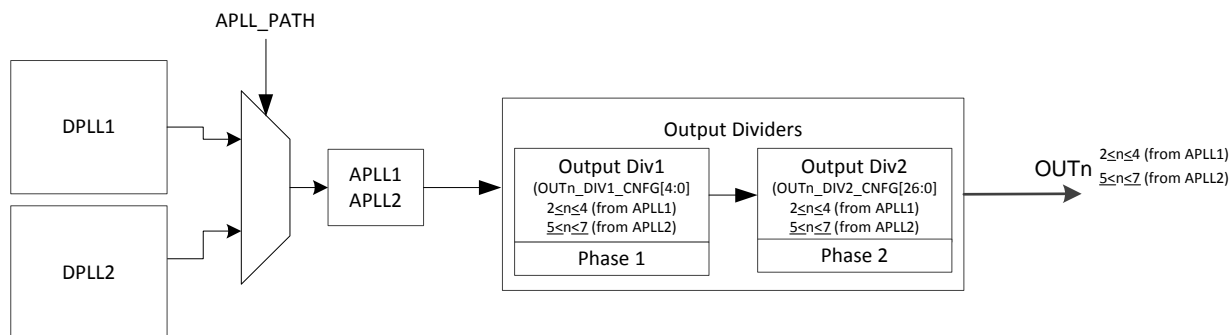 APLL_PATH
DPLL1
DPLL2
APLL1
APLL2
Output Dividers
Output Div1
(OUTn_DIV1_CNFG[4:0]
2≤n≤4 (from APLL1)
5≤n≤7 (from APLL2)
Phase 1
Output Div2
(OUTn_DIV2_CNFG[26:0]
2≤n≤4 (from APLL1)
5≤n≤7 (from APLL2)
Phase 2
OUTn
2≤n≤4 (from APLL1)
5≤n≤7 (from APLL2)